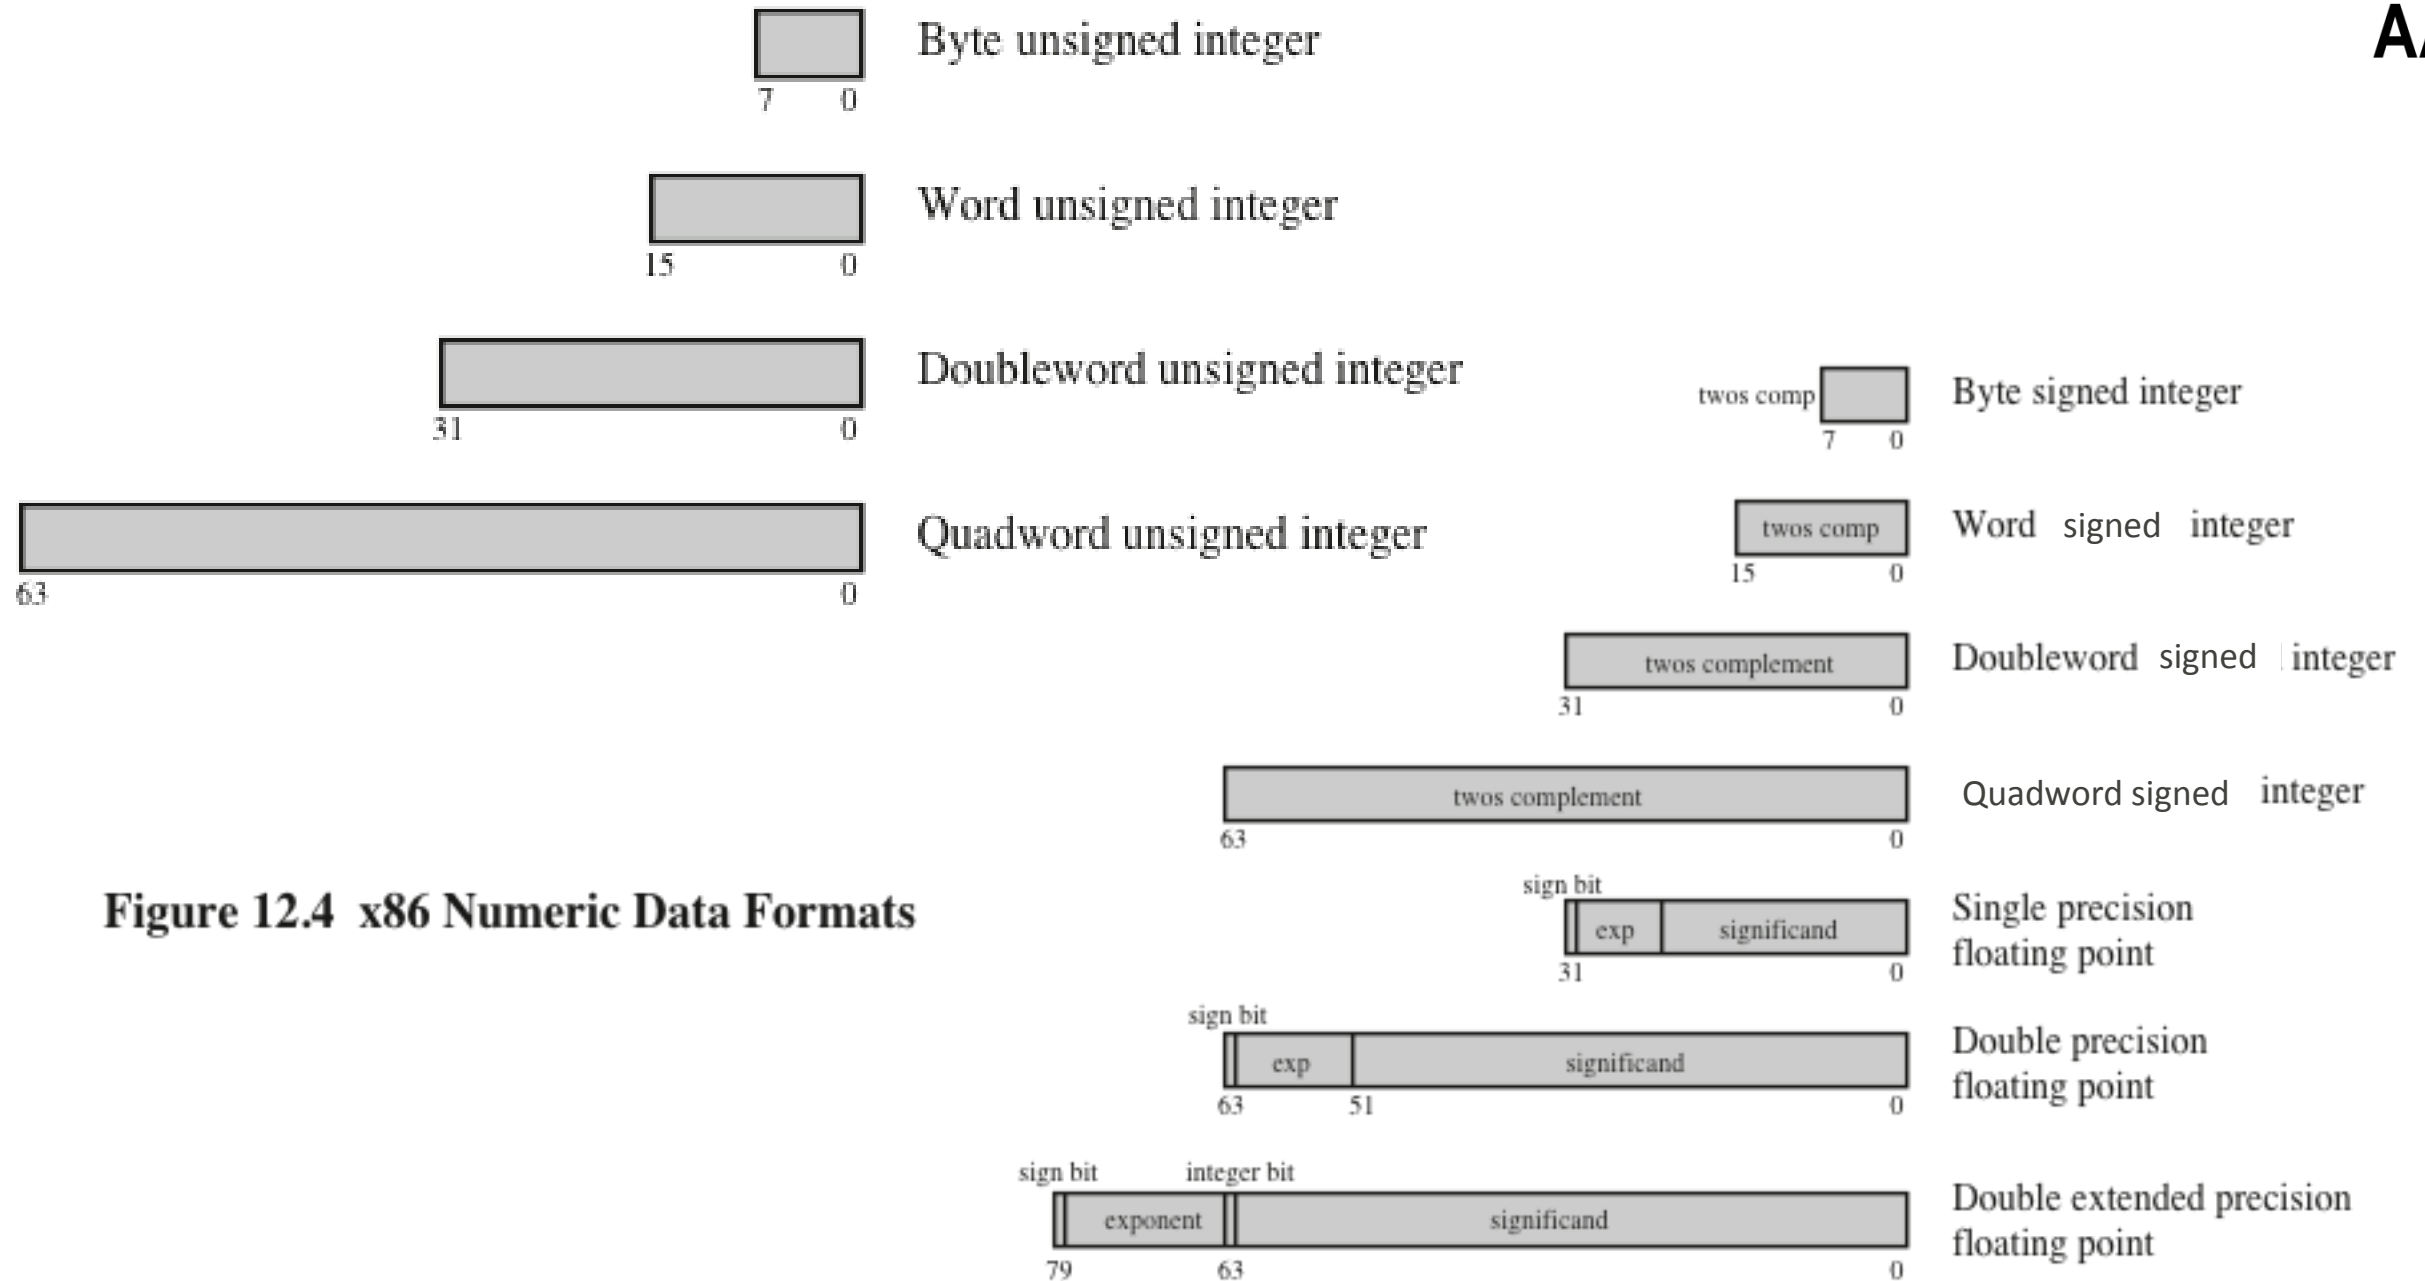 Byte unsigned integer
7 0
Word unsigned integer
15 0
Doubleword unsigned integer
31 0
Quadword unsigned integer
63 0
twos comp Byte signed integer
7 0
twos comp Word signed integer
15 0
twos complement Doubleword signed integer
31 0
twos complement Quadword signed integer
63 0
Figure 12.4 x86 Numeric Data Formats
sign bit
exp significand Single precision
floating point
31 0
sign bit
exp significand Double precision
floating point
63 51 0
sign bit integer bit
exponent significand Double extended precision
floating point
79 63 0